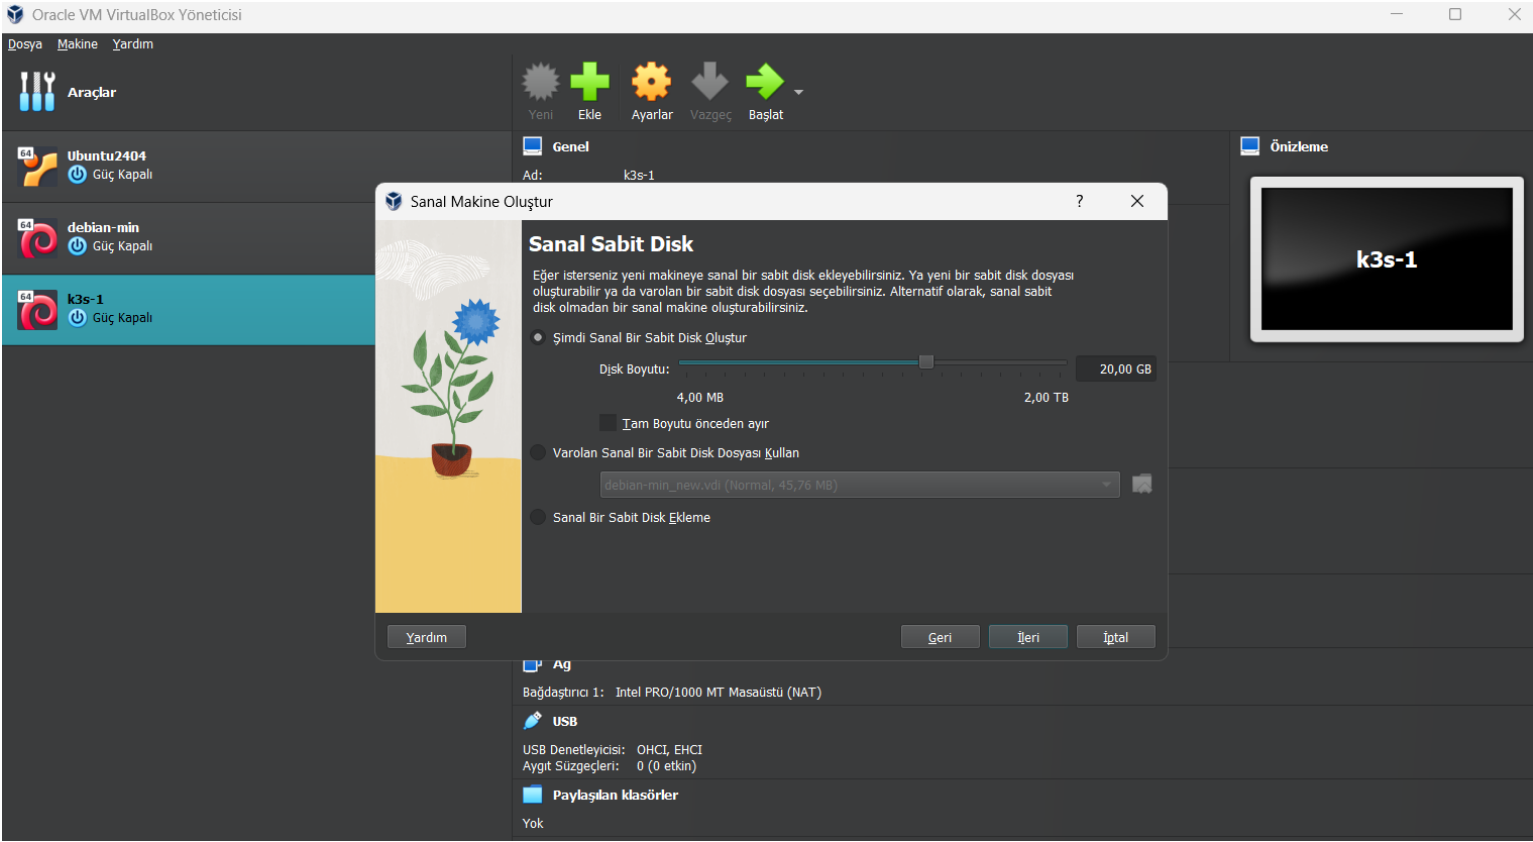 Oracle VM VirtualBox Yöneticisi
Dosya Makine Yardım
Araçlar
Yeni Ekle Ayarlar Vazgeç Başlat
64 Ubuntu2404
Güç Kapalı
64 debian-min
Güç Kapalı
64 k3s-1
Güç Kapalı
Genel
Ad: k3s-1
Önizleme
k3s-1
Sanal Makine Oluştur ?
Sanal Sabit Disk
Eğer isterseniz yeni makineye sanal bir sabit disk ekleyebilirsiniz. Ya yeni bir sabit disk dosyası
oluşturabilir ya da varolan bir sabit disk dosyası seçebilirsiniz. Alternatif olarak, sanal sabit
disk olmadan bir sanal makine oluşturabilirsiniz.
Şimdi Sanal Bir Sabit Disk Oluştur
Disk Boyutu: 20,00 GB
4,00 MB 2,00 TB
Tam Boyutu önceden ayır
Varolan Sanal Bir Sabit Disk Dosyası Kullan
debian-min_new.vdi (Normal, 45,76 MB)
Sanal Bir Sabit Disk Ekleme
Yardım Geri İleri İptal
Ağ
Bağdaştırıcı 1: Intel PRO/1000 MT Masaüstü (NAT)
USB
USB Denetleyicisi: OHCI, EHCI
Aygıt Süzgeçleri: 0 (0 etkin)
Paylaşılan klasörler
Yok